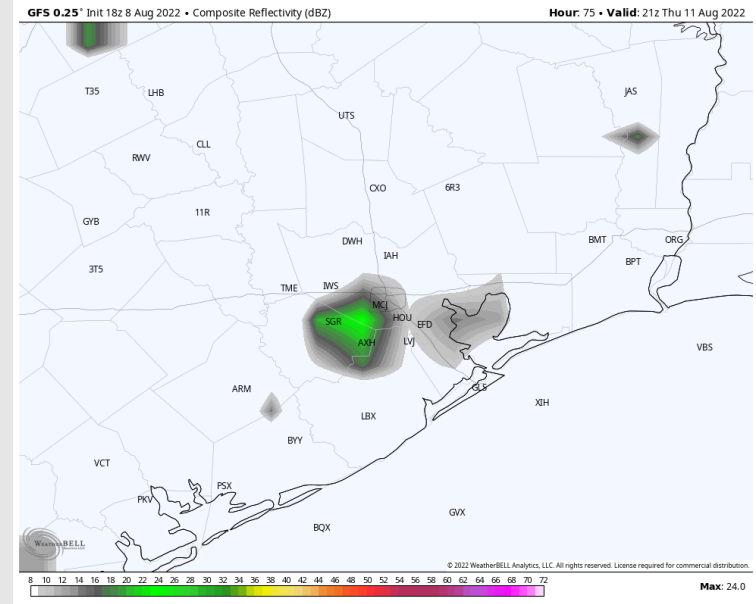 GFS 0.25° Init 18z 8 Aug 2022 • Composite Reflectivity (dBZ)
Hour: 75 • Valid: 21z Thu 11 Aug 2022
T35
LHB
JAS
UTS
CLL
RWV
CXO
6R3
11R
GYB
DWH
BMT
ORG
IAH
BPT
3T5
TME
IWS
MCJ
SGR
HOU
EFD
AXH
LVJ
VBS
ARM
GLS
XIH
LBX
BYY
VCT
PSX
PKV
GVX
BQX
WEATHERBELL
© 2022 WeatherBELL Analytics, LLC. All rights reserved. License required for commercial distribution.
8 10 12 14 16 18 20 22 24 26 28 30 32 34 36 38 40 42 44 46 48 50 52 54 56 58 60 62 64 66 68 70 72
Max: 24.0